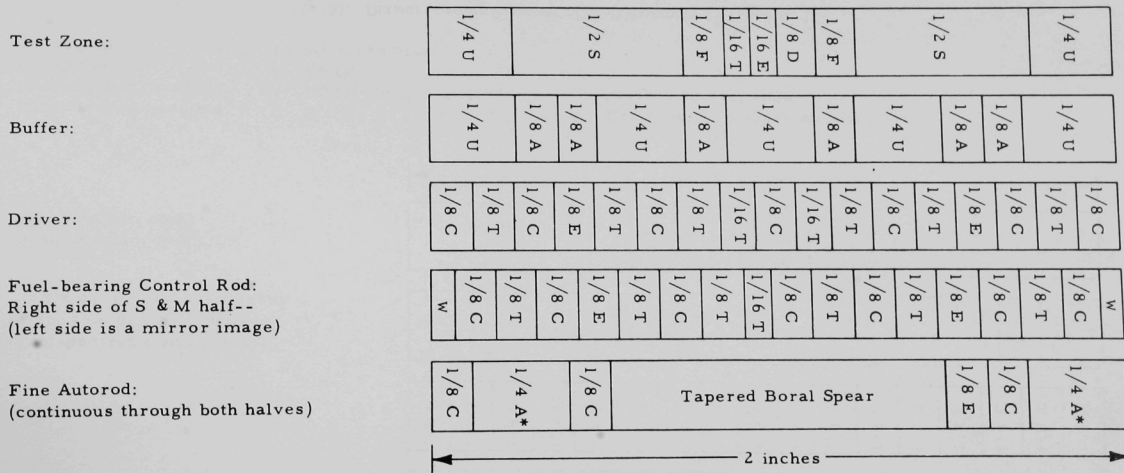 Test Zone:
1/4 U 1/2 S 1/8 F 1/16 T 1/16 E 1/8 D 1/8 F 1/2 S 1/4 U
Buffer:
1/4 U 1/8 A 1/8 A 1/4 U 1/8 A 1/4 U 1/8 A 1/4 U 1/8 A 1/8 A 1/4 U
Driver:
1/8 C 1/8 T 1/8 C 1/8 E 1/8 T 1/8 C 1/8 T 1/16 T 1/8 C 1/16 T 1/8 T 1/8 C 1/8 T 1/8 E 1/8 C 1/8 T 1/8 C
Fuel-bearing Control Rod:
Right side of S & M half--
(left side is a mirror image)
W 1/8 C 1/8 T 1/8 C 1/8 E 1/8 T 1/8 C 1/8 T 1/16 T 1/8 C 1/8 T 1/8 C 1/8 T 1/8 E 1/8 C 1/8 T 1/8 C W
Fine Autorod:
(continuous through both halves)
1/8 C 1/4 A* 1/8 C Tapered Boral Spear 1/8 E 1/8 C 1/4 A*
2 inches